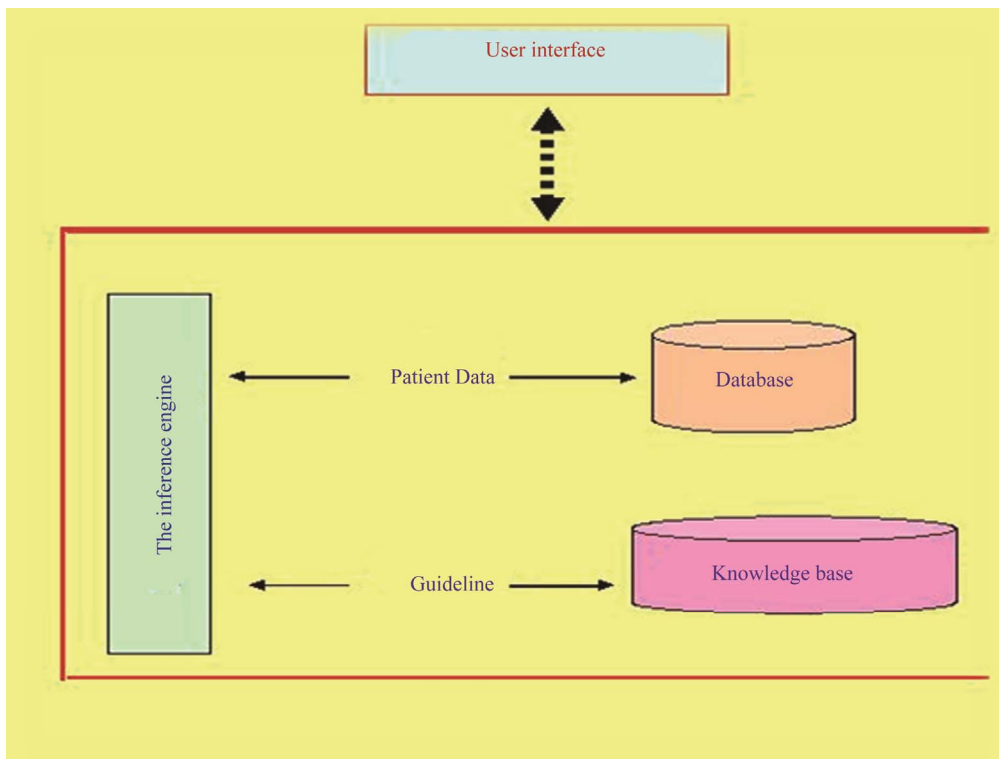 User interface
Patient Data
Database
The inference engine
Guideline
Knowledge base